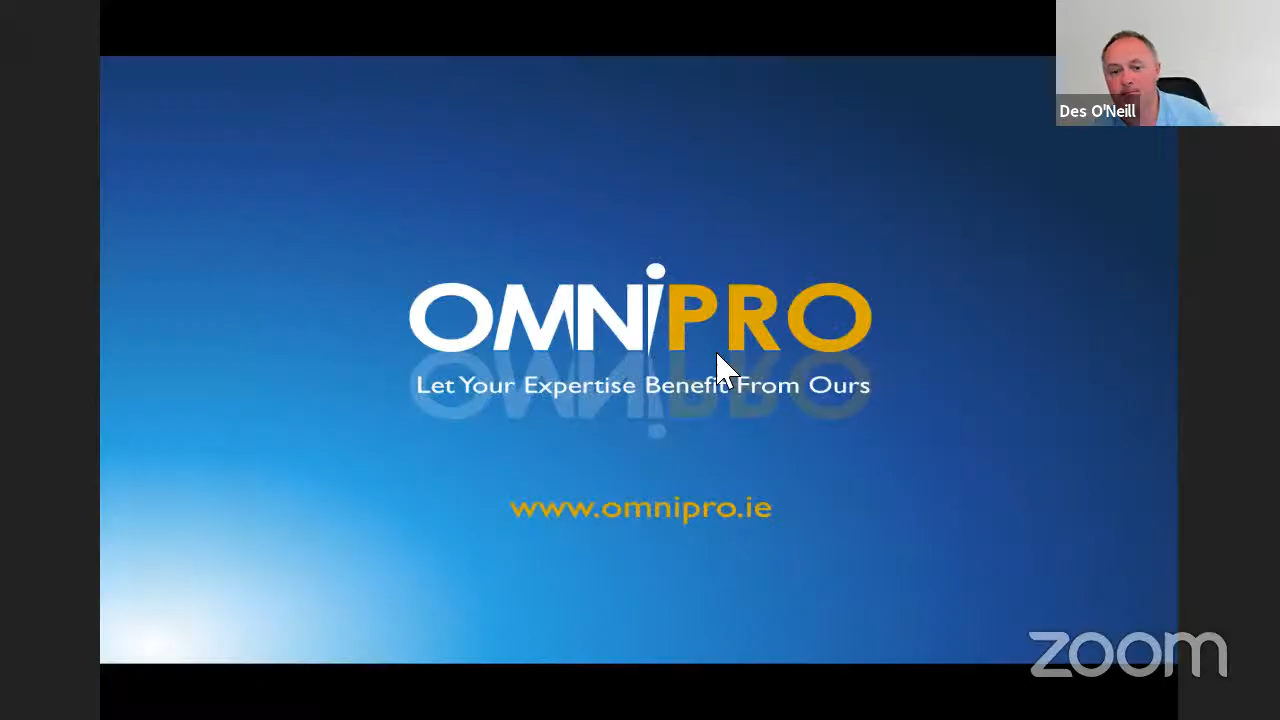 Des O'Neill
OMNiPRO
Let Your Expertise Benefit From Ours
www.omnipro.ie
zoom